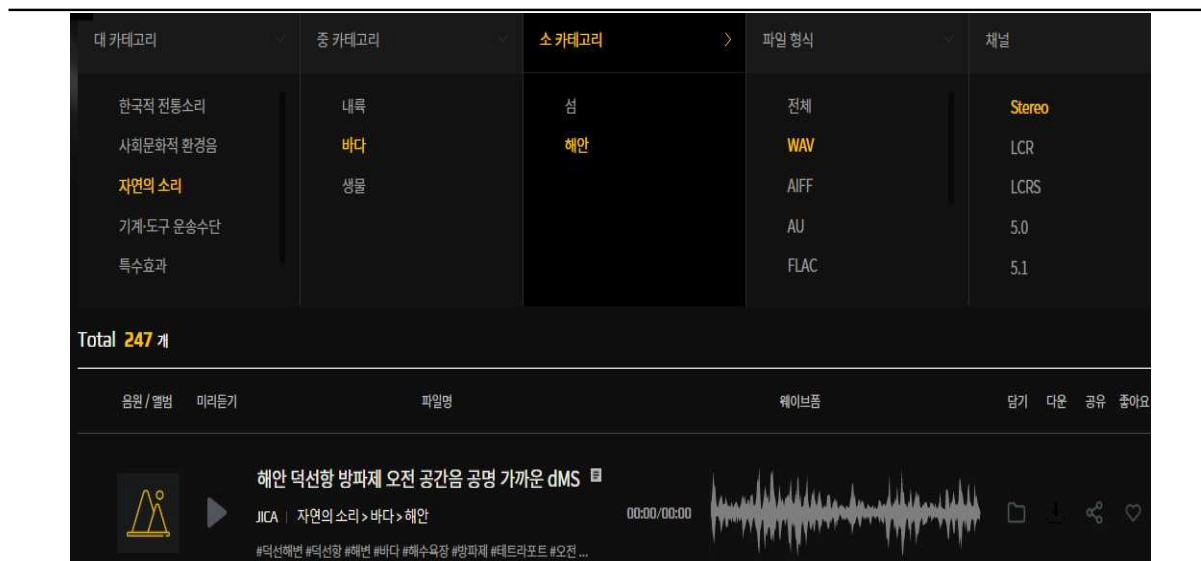 대 카테고리 중 카테고리 소 카테고리 파일 형식 채널
한국적 전통소리 내륙 섬 전체 Stereo
사회문화적 환경음 바다 해안 WAV LCR
자연의 소리 생물 AIFF LCRS
기계·도구 운송수단 AU 5.0
특수효과 FLAC 5.1
Total 247 개
음원 / 앨범 미리듣기 파일명 웨이브폼 담기 다운 공유 좋아요
해안 덕선항 방파제 오전 공간음 공명 가까운 dMS
JICA | 자연의 소리 > 바다 > 해안 00:00/00:00
#덕선해변 #덕선항 #해변 #바다 #해수욕장 #방파제 #테트라포트 #오전 ...